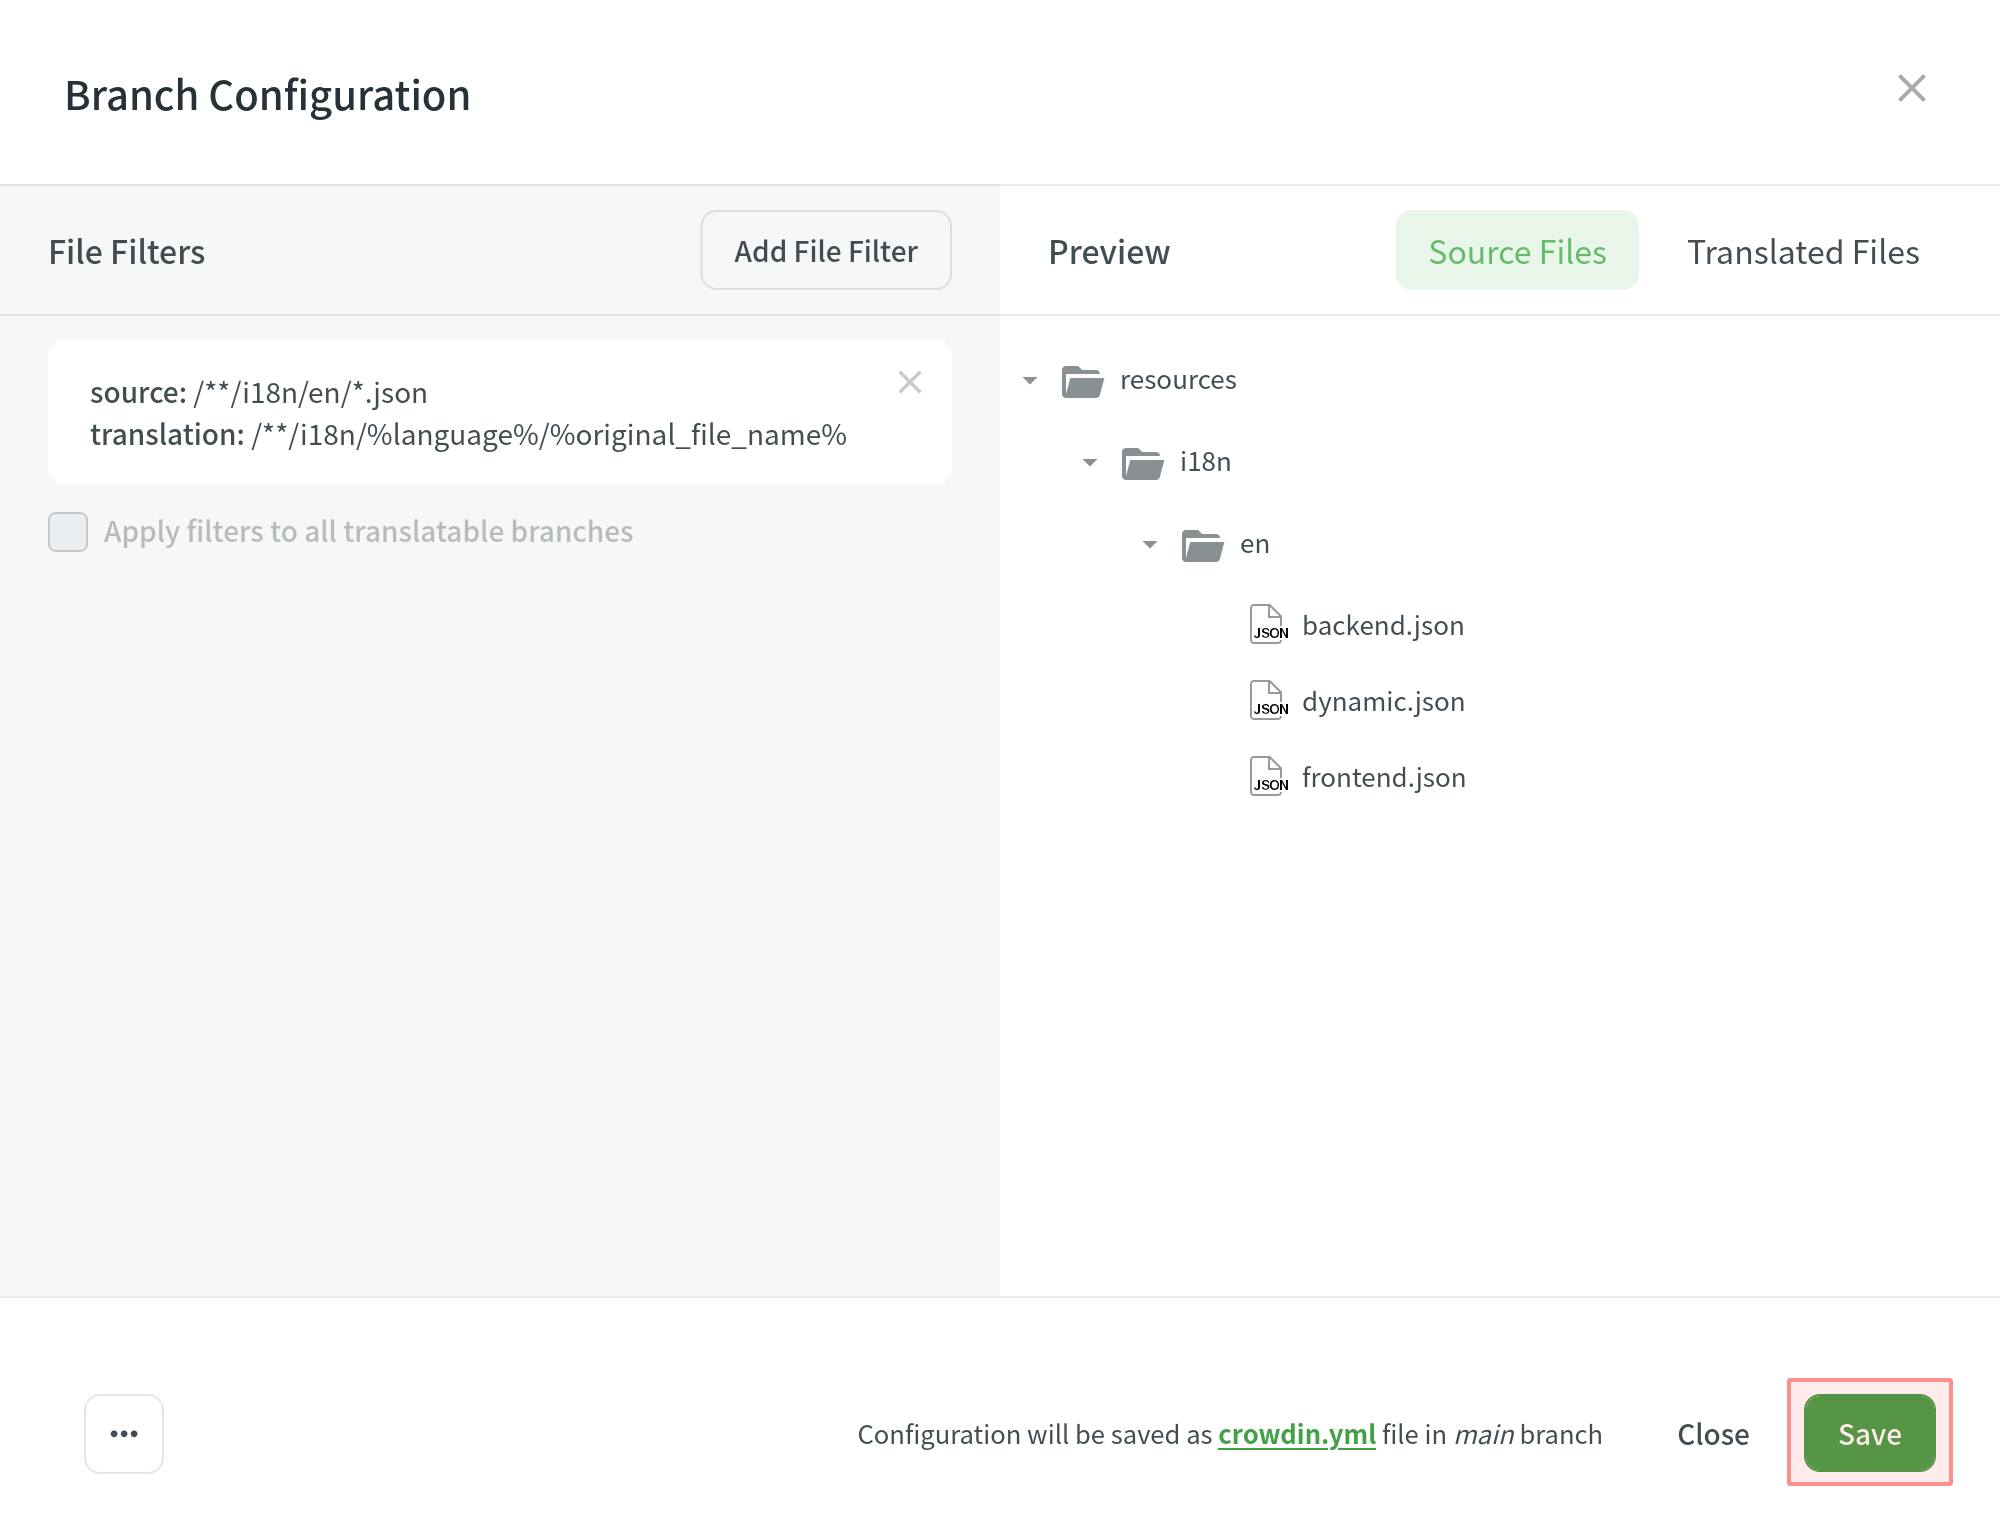 Branch Configuration
File Filters
Add File Filter
Preview
Source Files
Translated Files
source: /**/i18n/en/*.json
translation: /**/i18n/%language%/%original_file_name%
Apply filters to all translatable branches
resources
i18n
en
JSON backend.json
JSON dynamic.json
JSON frontend.json
Configuration will be saved as crowdin.yml file in main branch
Close
Save